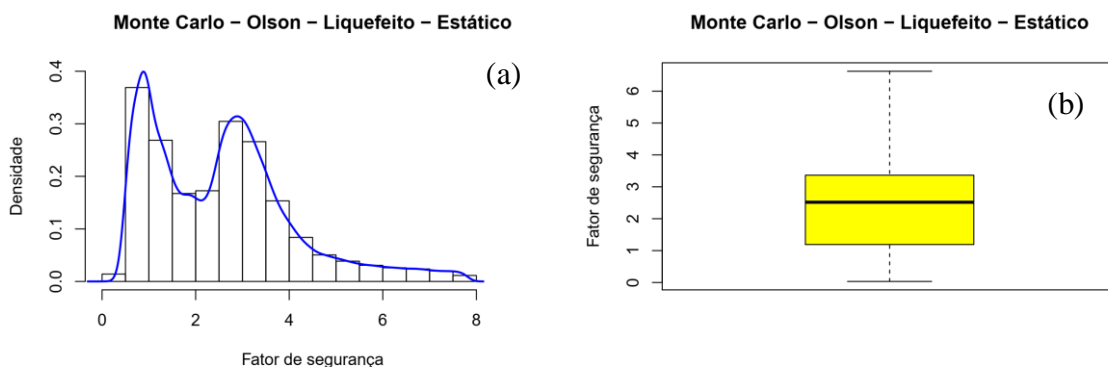 Monte Carlo − Olson − Liquefeito − Estático
(a)
Densidade
0.4
0.3
0.2
0.1
0.0
0 2 4 6 8
Fator de segurança
Monte Carlo − Olson − Liquefeito − Estático
(b)
Fator de segurança
6
5
4
3
2
1
0